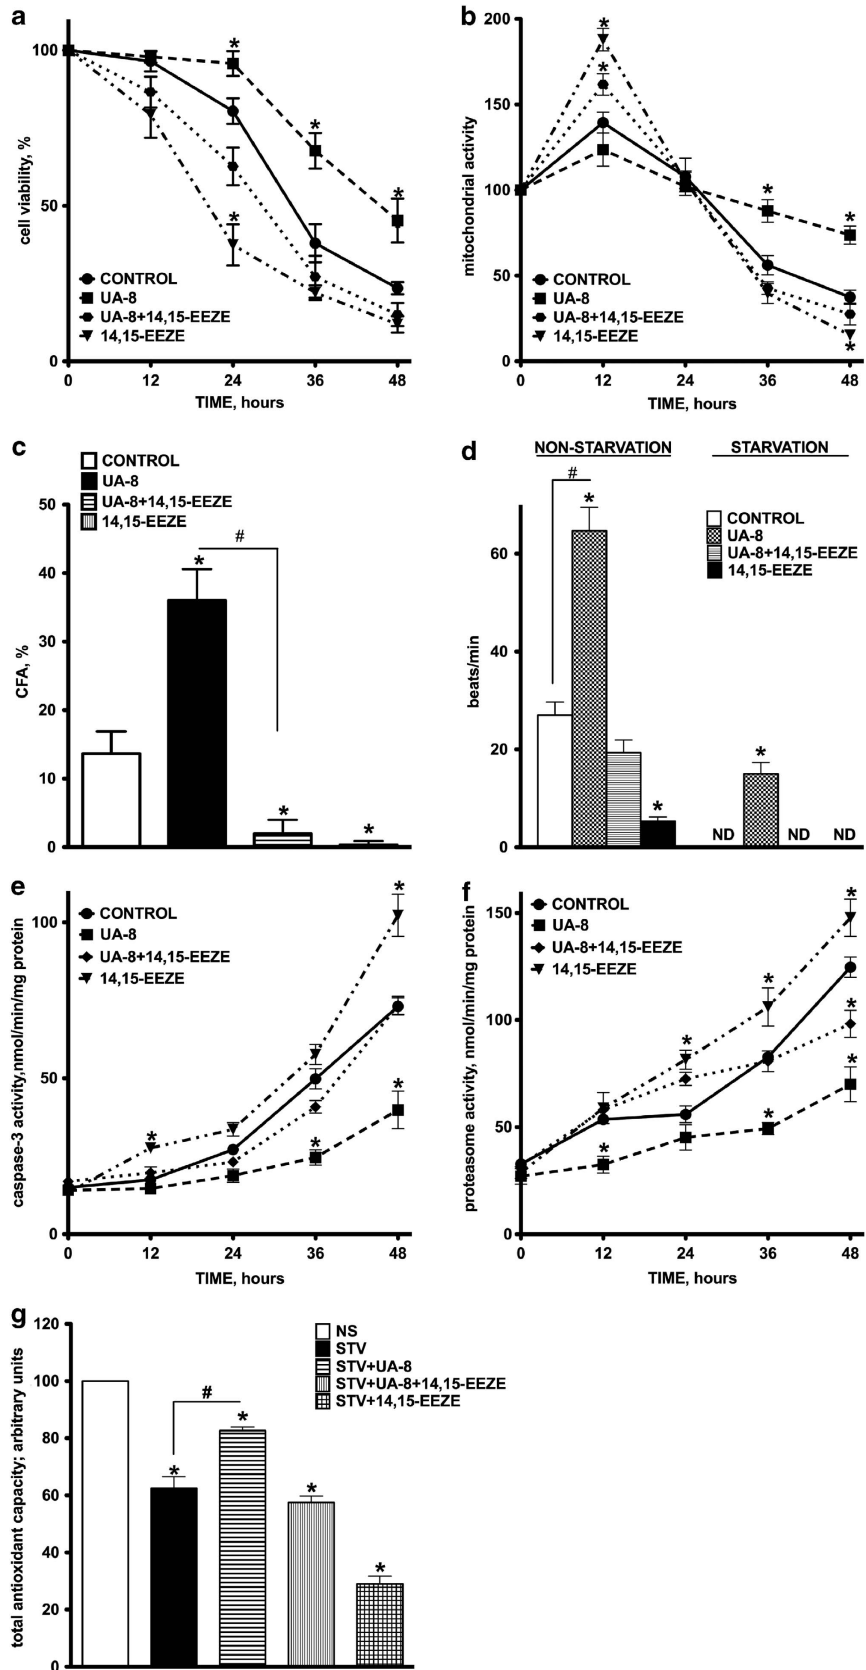 a
cell viability, %
100
50
0
CONTROL
UA-8
UA-8+14,15-EEZE
14,15-EEZE
* * * * *
0 12 24 36 48
TIME, hours
b
mitochondrial activity
200
150
100
50
0
CONTROL
UA-8
UA-8+14,15-EEZE
14,15-EEZE
* * * * *
0 12 24 36 48
TIME, hours
c
CONTROL
UA-8
UA-8+14,15-EEZE
14,15-EEZE
CFA, %
50
40
30
20
10
0
#
* * *
d
NON-STARVATION STARVATION
#
CONTROL
UA-8
UA-8+14,15-EEZE
14,15-EEZE
beats/min
60
40
20
0
* * *
ND ND ND
e
caspase-3 activity,nmol/min/mg protein
100
50
0
CONTROL
UA-8
UA-8+14,15-EEZE
14,15-EEZE
* * * *
0 12 24 36 48
TIME, hours
f
proteasome activity, nmol/min/mg protein
150
100
50
0
CONTROL
UA-8
UA-8+14,15-EEZE
14,15-EEZE
* * * * * * *
0 12 24 36 48
TIME, hours
g
total antioxidant capacity; arbitrary units
120
100
80
60
40
20
0
NS
STV
STV+UA-8
STV+UA-8+14,15-EEZE
STV+14,15-EEZE
#
* * * *